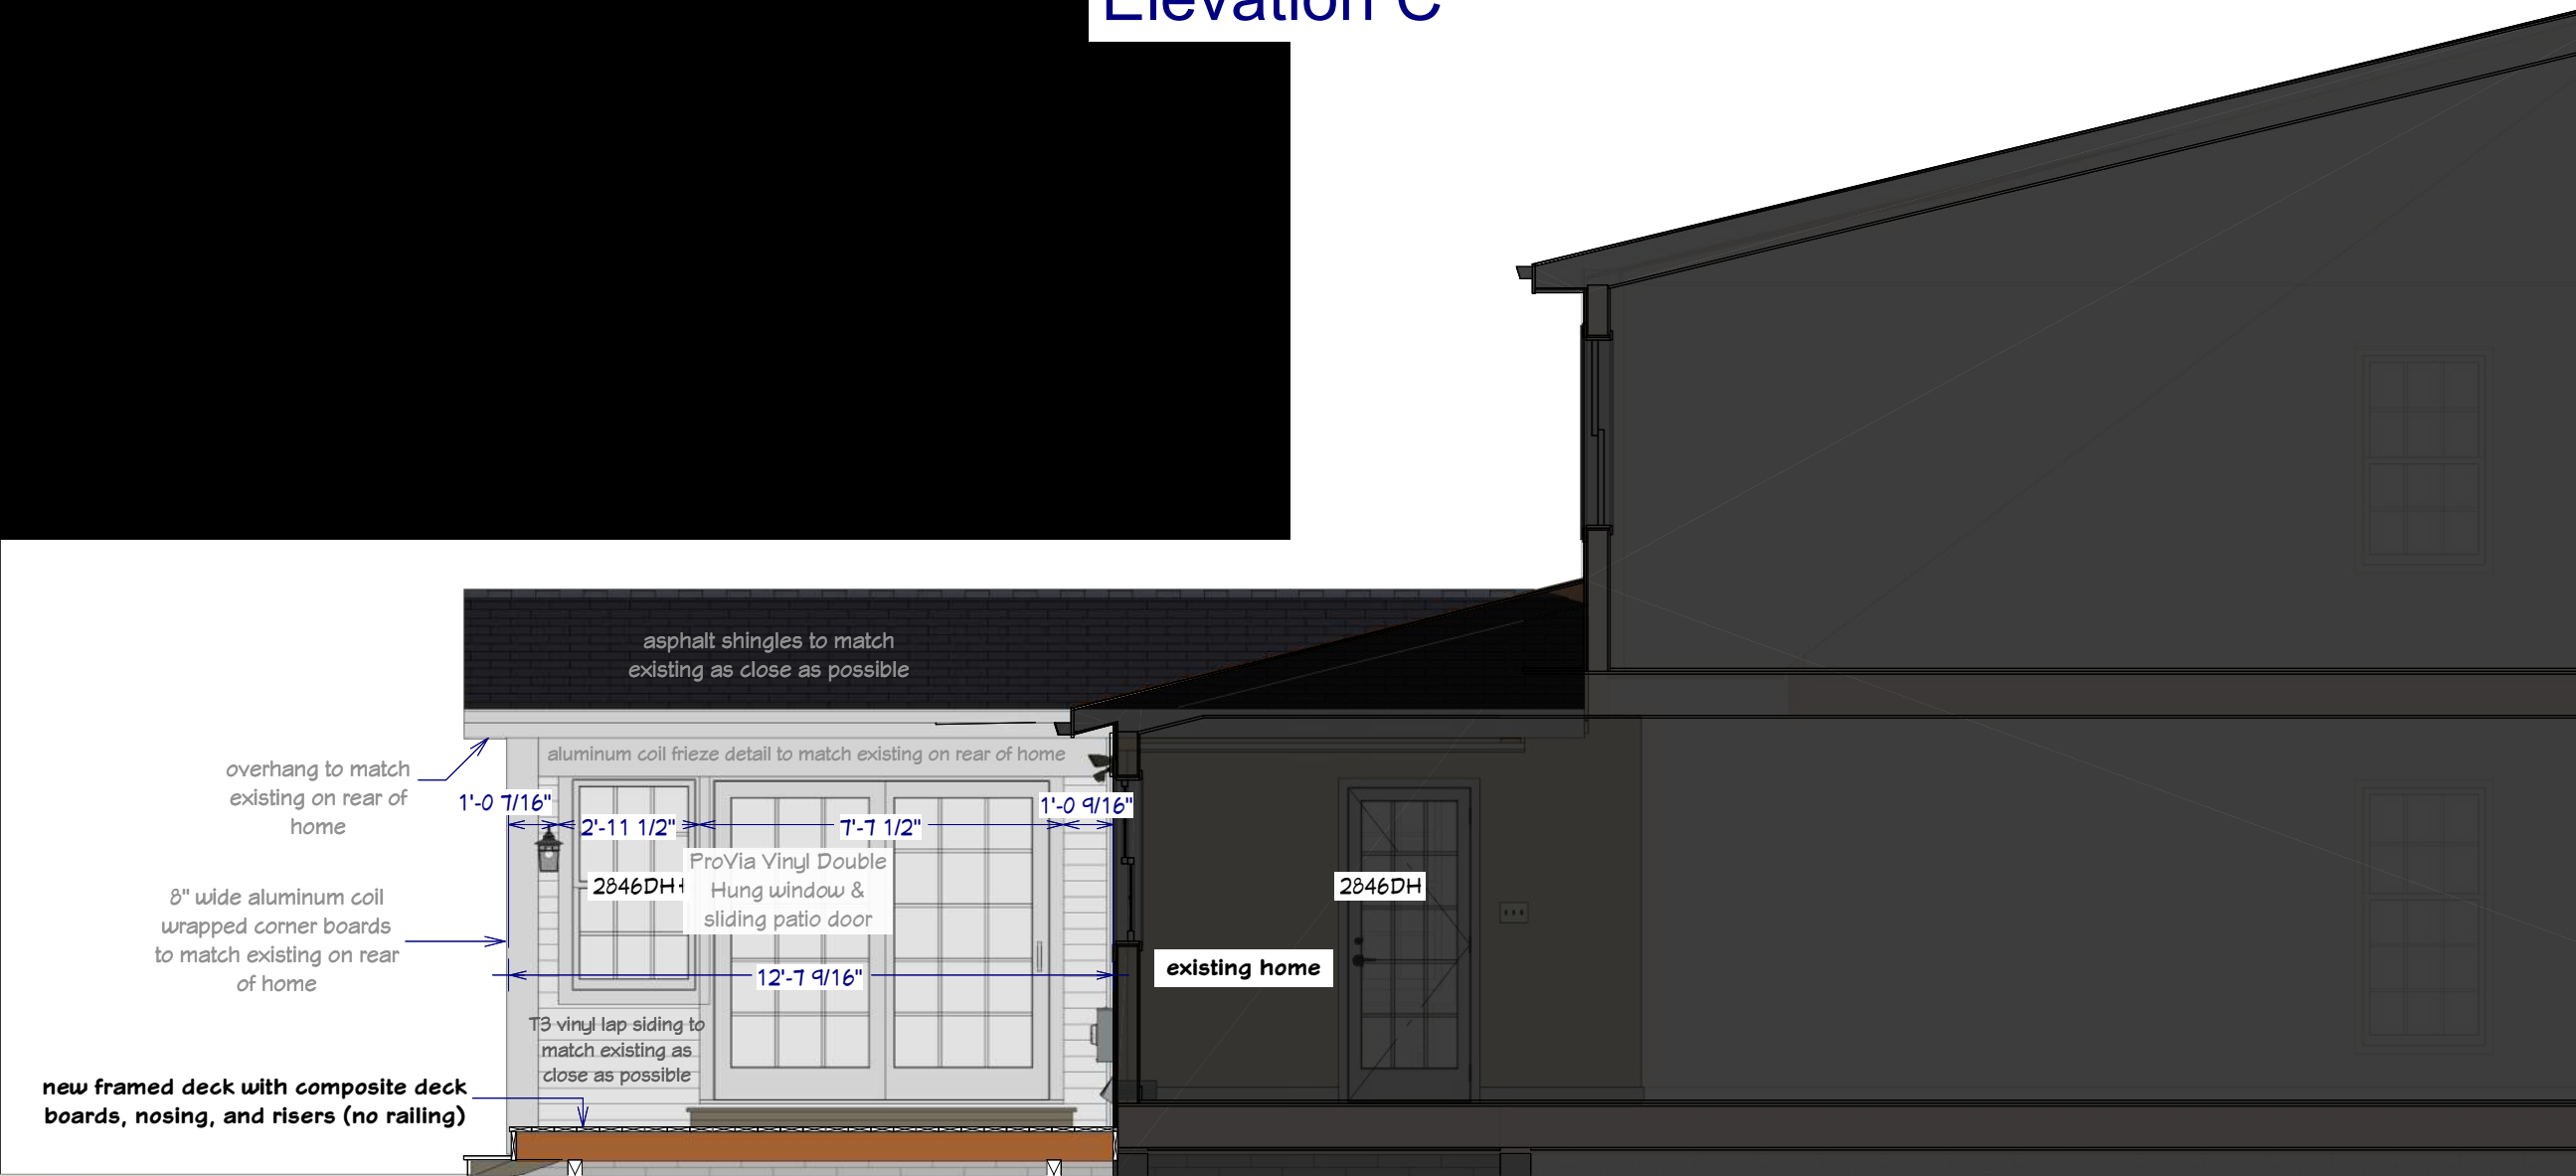 Elevation C
asphalt shingles to match
existing as close as possible
aluminum coil frieze detail to match existing on rear of home
overhang to match
existing on rear of
home
1'-0 7/16"
2'-11 1/2"
7'-7 1/2"
1'-0 9/16"
ProVia Vinyl Double
Hung window &
sliding patio door
2846DH
2846DH
8" wide aluminum coil
wrapped corner boards
to match existing on rear
of home
existing home
12'-7 9/16"
T3 vinyl lap siding to
match existing as
close as possible
new framed deck with composite deck
boards, nosing, and risers (no railing)